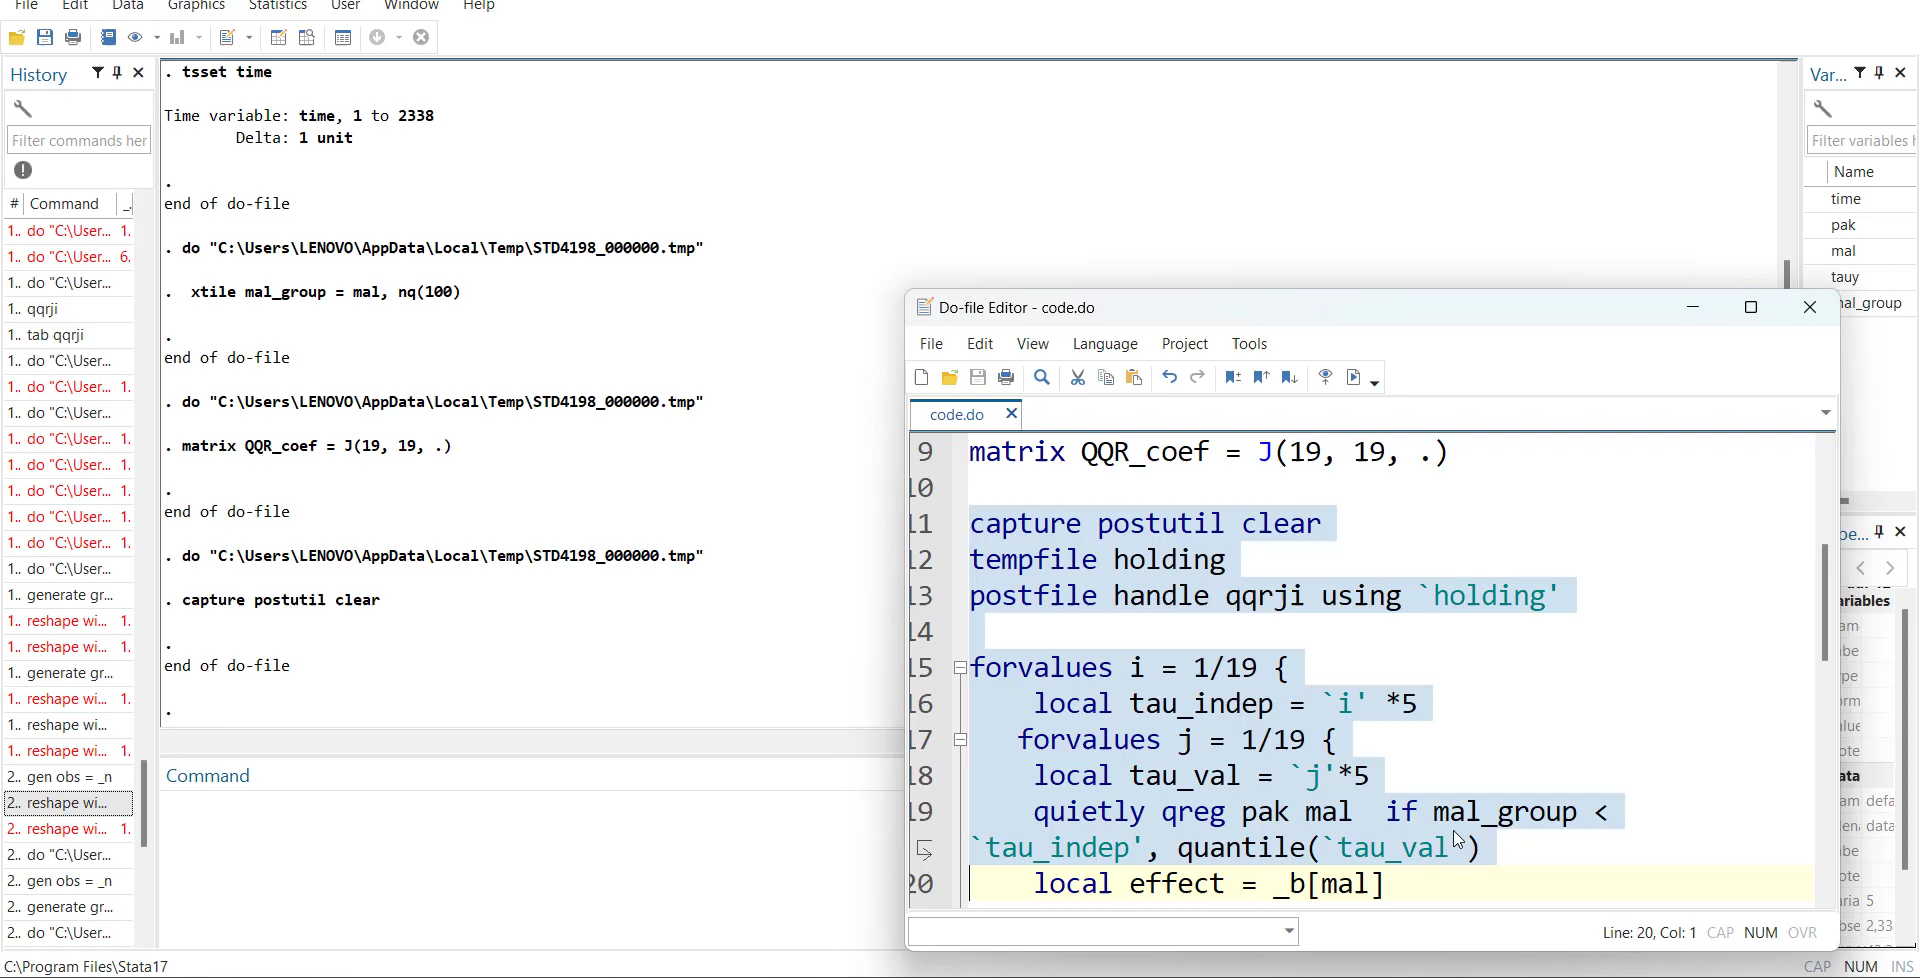 File Edit Data Graphics Statistics User Window Help
History
Filter commands her
# Command
1.. do "C:\User... 1.
1.. do "C:\User... 6.
1.. do "C:\User...
1.. qqrji
1.. tab qqrji
1.. do "C:\User...
1.. do "C:\User... 1.
1.. do "C:\User...
1.. do "C:\User... 1.
1.. do "C:\User... 1.
1.. do "C:\User... 1.
1.. do "C:\User... 1.
1.. do "C:\User... 1.
1.. do "C:\User...
1.. generate gr...
1.. reshape wi... 1.
1.. reshape wi... 1.
1.. generate gr...
1.. reshape wi... 1.
1.. reshape wi...
1.. reshape wi... 1.
2.. gen obs = _n
2.. reshape wi...
2.. reshape wi... 1.
2.. do "C:\User...
2.. gen obs = _n
2.. generate gr...
2.. do "C:\User...
. tsset time
Time variable: time, 1 to 2338
Delta: 1 unit
.
end of do-file
. do "C:\Users\LENOVO\AppData\Local\Temp\STD4198_000000.tmp"
. xtile mal_group = mal, nq(100)
.
end of do-file
. do "C:\Users\LENOVO\AppData\Local\Temp\STD4198_000000.tmp"
. matrix QQR_coef = J(19, 19, .)
.
end of do-file
. do "C:\Users\LENOVO\AppData\Local\Temp\STD4198_000000.tmp"
. capture postutil clear
.
end of do-file
.
Command
Do-file Editor - code.do
File Edit View Language Project Tools
code.do
9 matrix QQR_coef = J(19, 19, .)
10
11 capture postutil clear
12 tempfile holding
13 postfile handle qqrji using `holding'
14
15 forvalues i = 1/19 {
16 local tau_indep = `i' *5
17 forvalues j = 1/19 {
18 local tau_val = `j'*5
19 quietly qreg pak mal if mal_group <
`tau_indep', quantile(`tau_val')
20 local effect = _b[mal]
Line: 20, Col: 1 CAP NUM OVR
Var...
Filter variables h
Name
time
pak
mal
tauy
mal_group
C:\Program Files\Stata17
CAP NUM INS